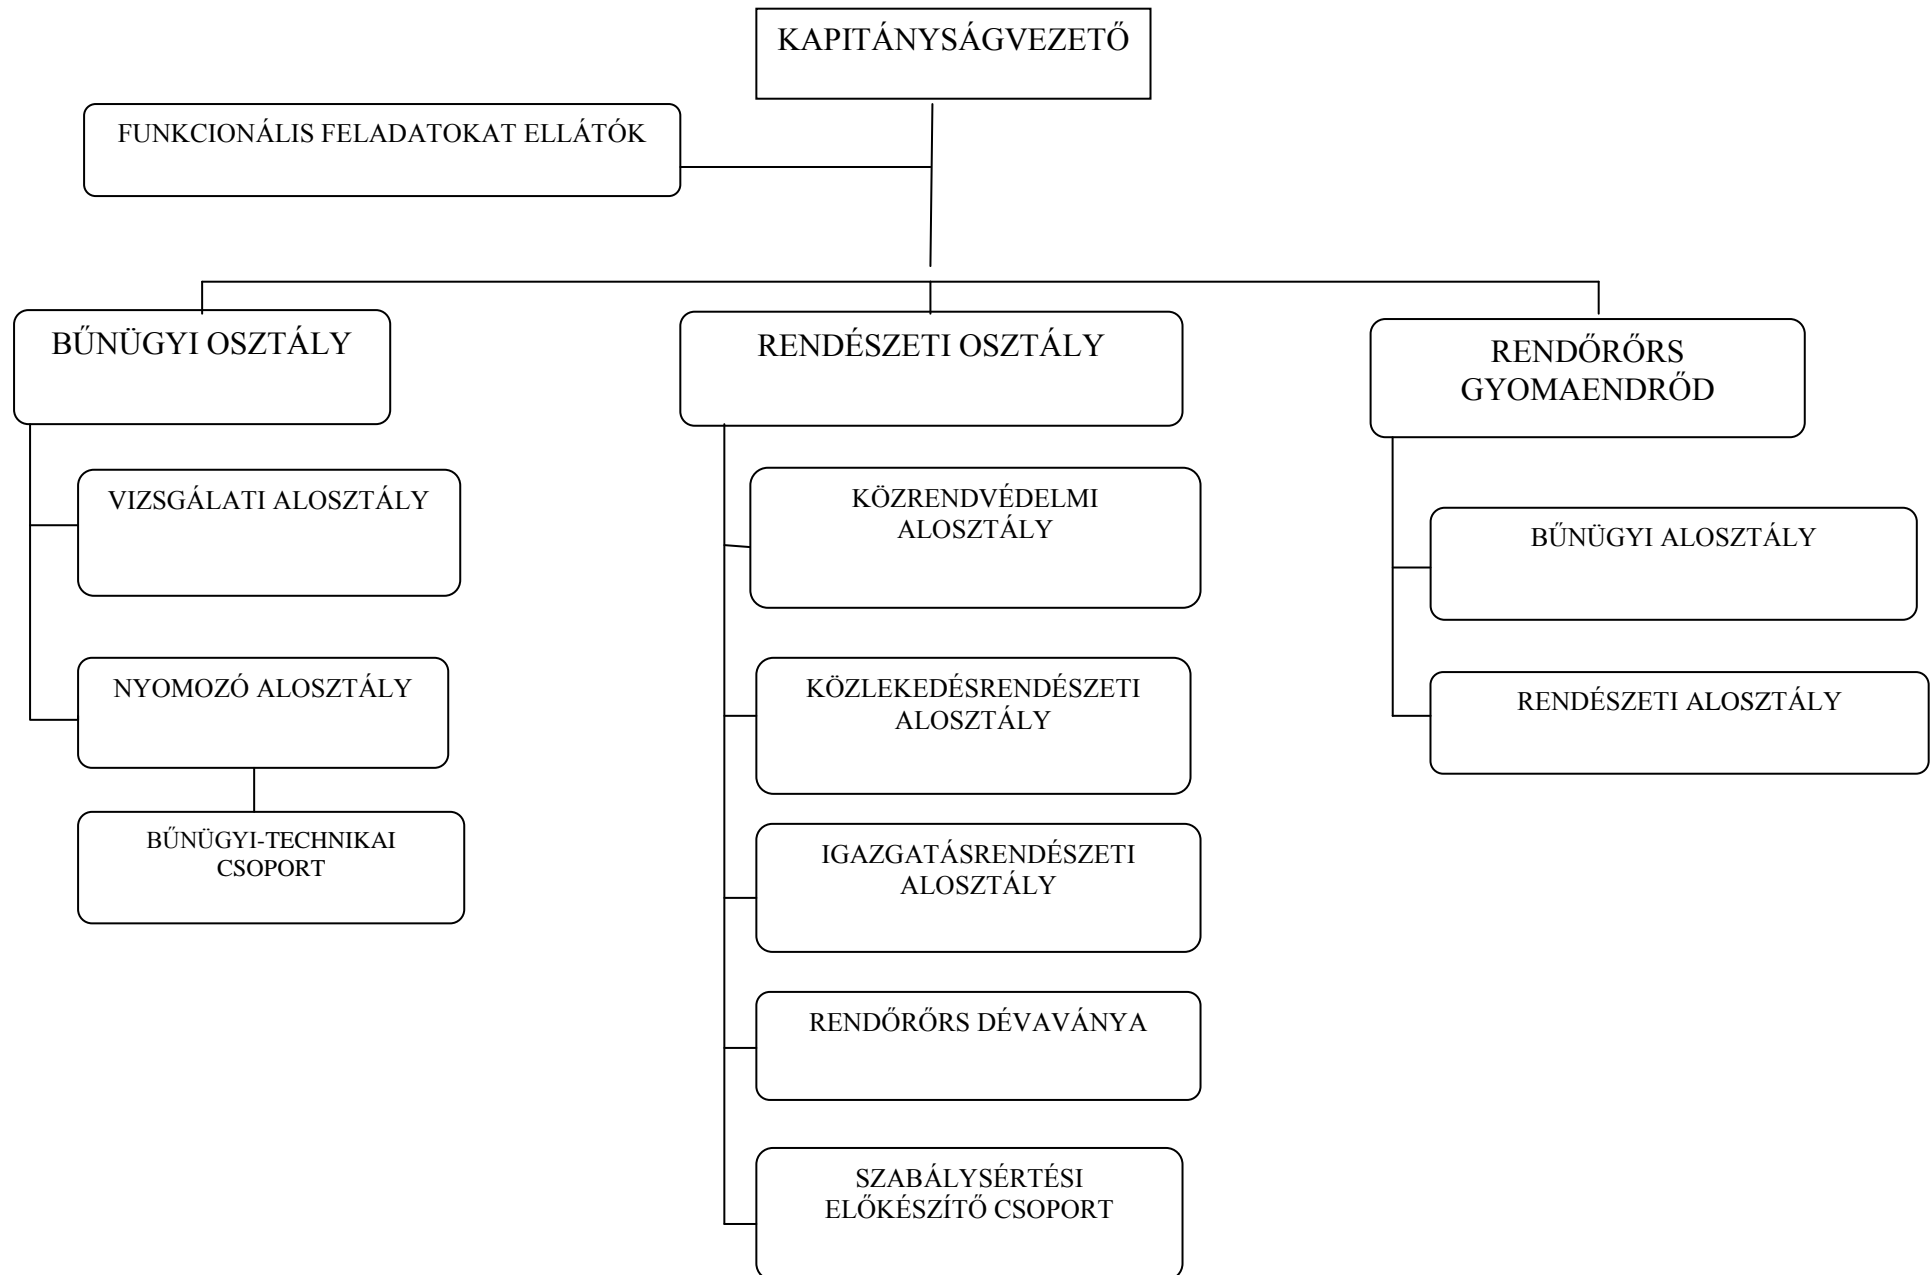 KAPITÁNYSÁGVEZETŐ
FUNKCIONÁLIS FELADATOKAT ELLÁTÓK
BŰNÜGYI OSZTÁLY
VIZSGÁLATI ALOSZTÁLY
NYOMOZÓ ALOSZTÁLY
BŰNÜGYI-TECHNIKAI
CSOPORT
RENDÉSZETI OSZTÁLY
KÖZRENDVÉDELMI
ALOSZTÁLY
KÖZLEKEDÉSRENDÉSZETI
ALOSZTÁLY
IGAZGATÁSRENDÉSZETI
ALOSZTÁLY
RENDŐRŐRS DÉVAVÁNYA
SZABÁLYSÉRTÉSI
ELŐKÉSZÍTŐ CSOPORT
RENDŐRŐRS
GYOMAENDRŐD
BŰNÜGYI ALOSZTÁLY
RENDÉSZETI ALOSZTÁLY